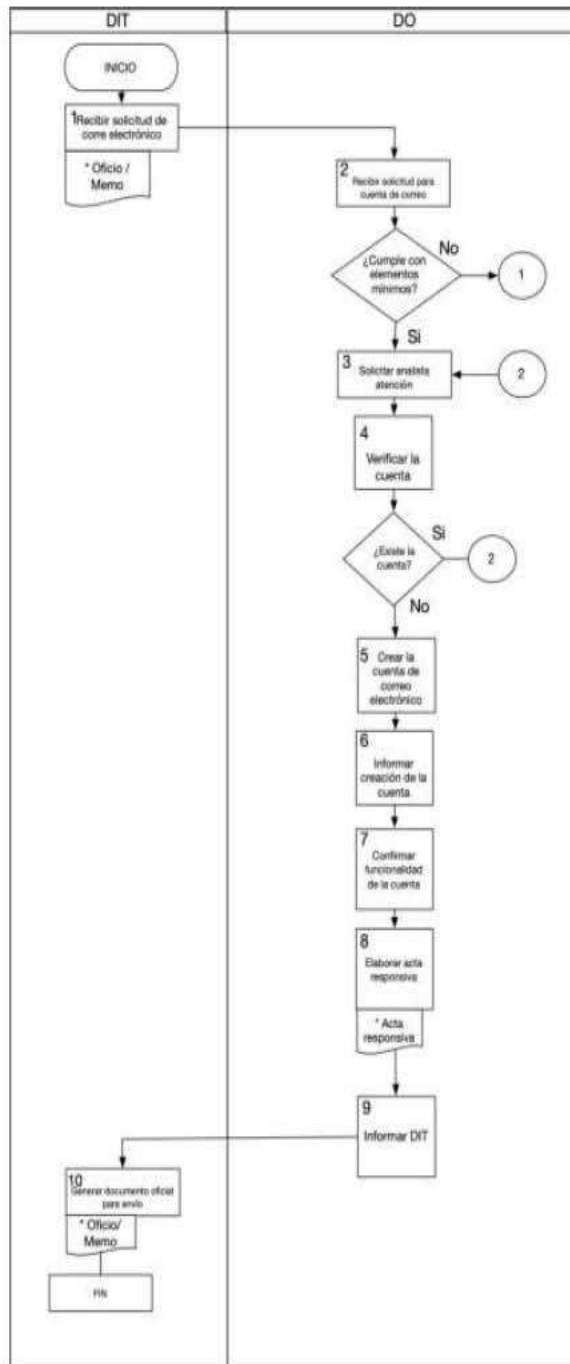 DIT
DO
INICIO
1
Recibir solicitud de
corre electrónico
* Oficio /
Memo
2
Recibir solicitud para
cuenta de correo
¿Cumple con
elementos
mínimos?
No
1
Si
3
Solicitar analista
atención
2
4
Verificar la
cuenta
¿Existe la
cuenta?
Si
2
No
5
Crear la
cuenta de
correo
electrónico
6
Informar
creación de la
cuenta
7
Confirmar
funcionalidad
de la cuenta
8
Elaborar acta
responsiva
* Acta
responsiva
9
Informar DIT
10
Generar documento oficial
para envío
* Oficio/
Memo
FIN